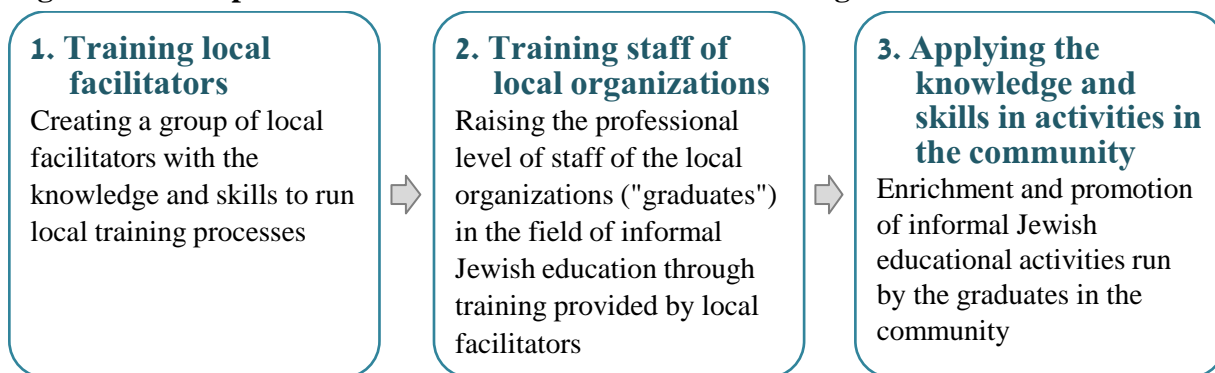 1. Training local
facilitators
Creating a group of local
facilitators with the
knowledge and skills to run
local training processes
2. Training staff of
local organizations
Raising the professional
level of staff of the local
organizations ("graduates")
in the field of informal
Jewish education through
training provided by local
facilitators
3. Applying the
knowledge and
skills in activities in
the community
Enrichment and promotion
of informal Jewish
educational activities run
by the graduates in the
community